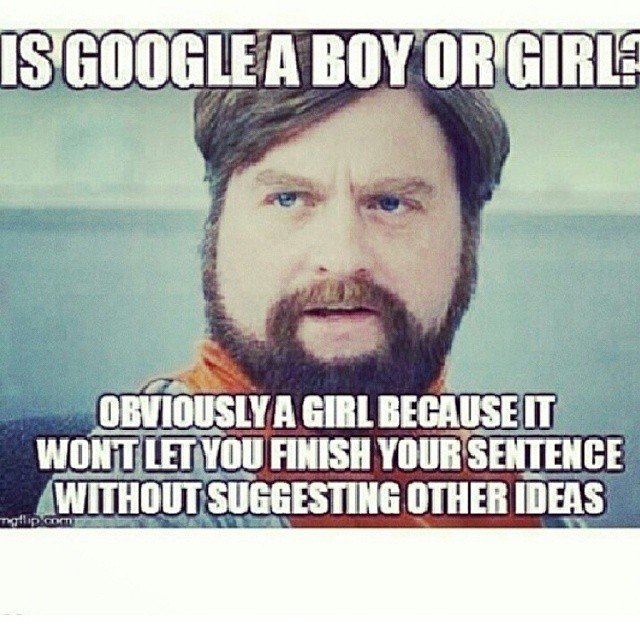 IS GOOGLE A BOY OR GIRL?
OBVIOUSLY A GIRL BECAUSE IT
WON'T LET YOU FINISH YOUR SENTENCE
WITHOUT SUGGESTING OTHER IDEAS
mgflip.com